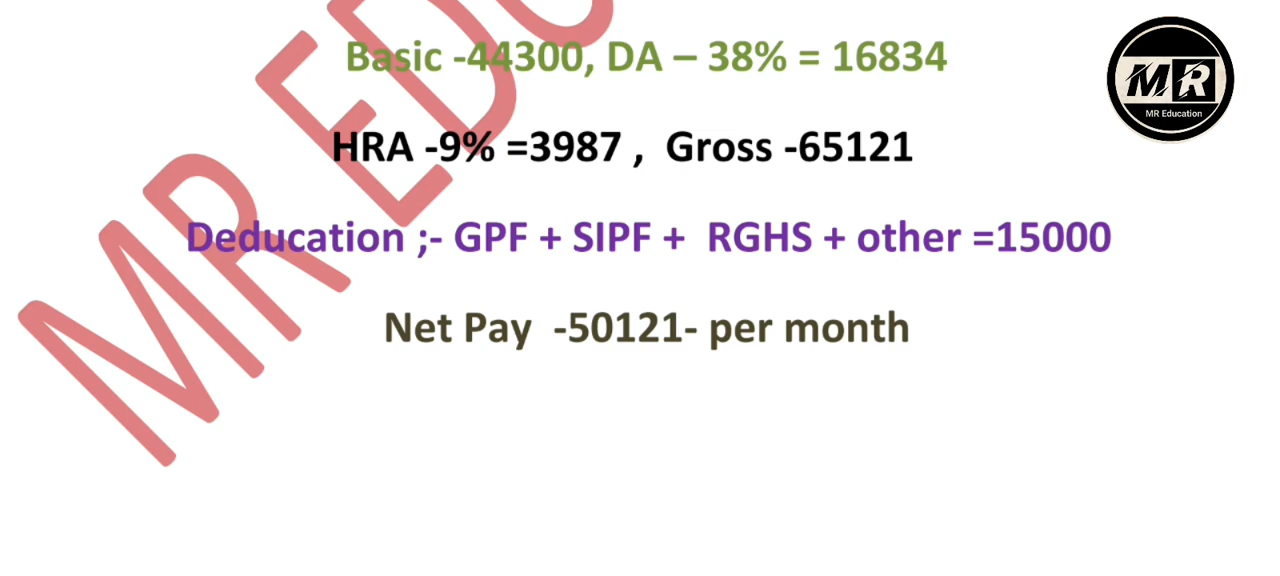 Basic -44300, DA – 38% = 16834
HRA -9% =3987 ,  Gross -65121
Deducation ;- GPF + SIPF +  RGHS + other =15000
Net Pay  -50121- per month
MR EDU
MR
MR Education